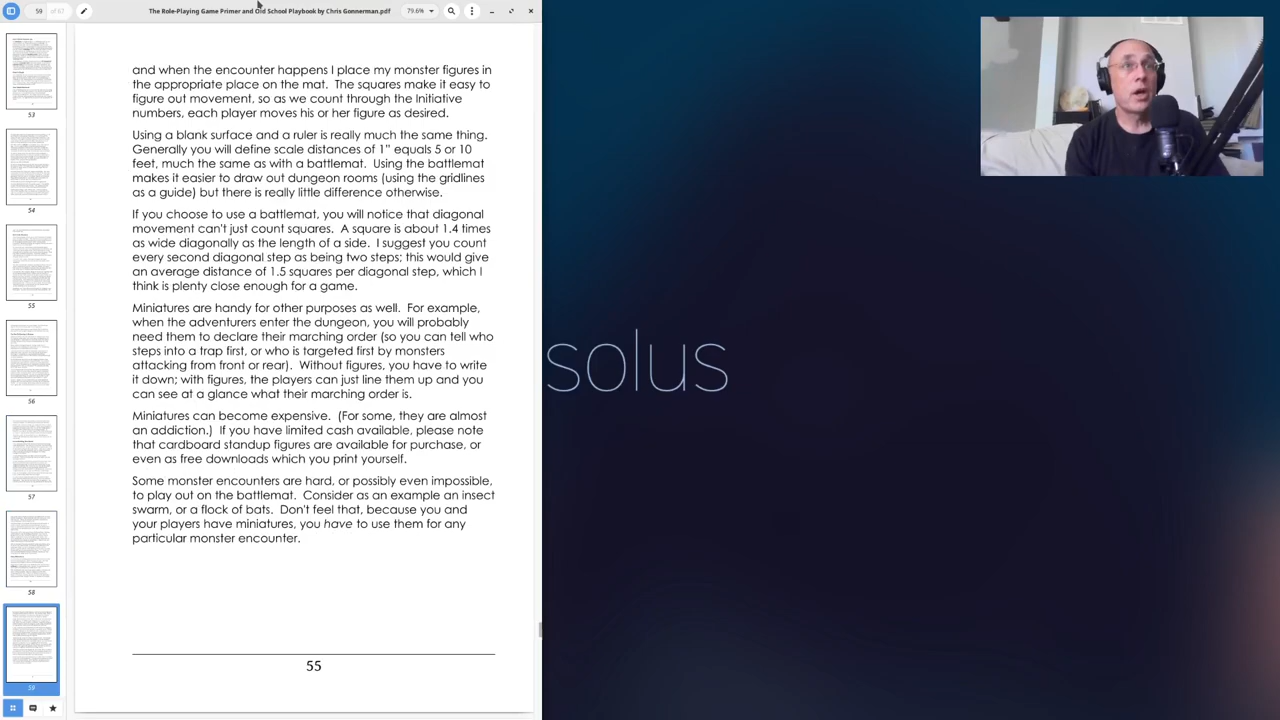 59 of 67
The Role-Playing Game Primer and Old School Playbook by Chris Gonnerman.pdf
79.6%
and when the encounter happens I place my monster figures in
the appropriate place on the mat. The squares make it easy to
figure out movement, so as we count through the Initiative
numbers, each player moves his or her figure as desired.
Using a blank surface and a ruler is really much the same.
Generally you will define scale distances of 1" equals 5' or 10
feet, much the same as with a battlemat. Using a battlemat
makes it easier to draw out dungeon rooms (using the gridlines
as a guide) but there is really little difference otherwise.
If you choose to use a battlemat, you will notice that diagonal
movement can't just count spaces. A square is about 1.4 times
as wide diagonally as the length of a side. I suggest you count
every second diagonal step as being two steps; this would give
an overall distance of 1.5 spaces per diagonal step, which I
think is plenty close enough for a game.
Miniatures are handy for other purposes as well. For example,
when the adventurers enter the dungeon, you will probably
need them to declare their marching order (so you can tell who
steps into a trap first, or who is targeted first by monsters
attacking from front or rear). Without figures, you have to write
it down; with figures, the players can just line them up and you
can see at a glance what their marching order is.
Miniatures can become expensive. (For some, they are almost
an addiction!) If you have limited cash available, please note
that cardboard standup figures are available for purchase or
even as free downloads which you print yourself.
Some monster encounters are hard, or possibly even impossible,
to play out on the battlemat. Consider as an example an insect
swarm, or a flock of bats. Don't feel that, because you and
your players have miniatures, you have to use them for any
particular monster encounter.
55
53
54
55
56
57
58
59
solus